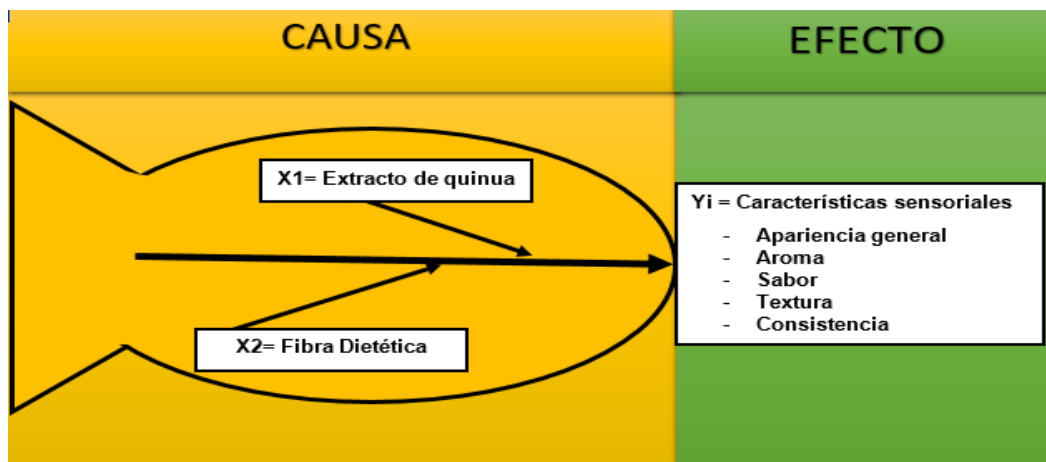 CAUSA
EFECTO
X1= Extracto de quinua
X2= Fibra Dietética
Yi = Características sensoriales
- Apariencia general
- Aroma
- Sabor
- Textura
- Consistencia